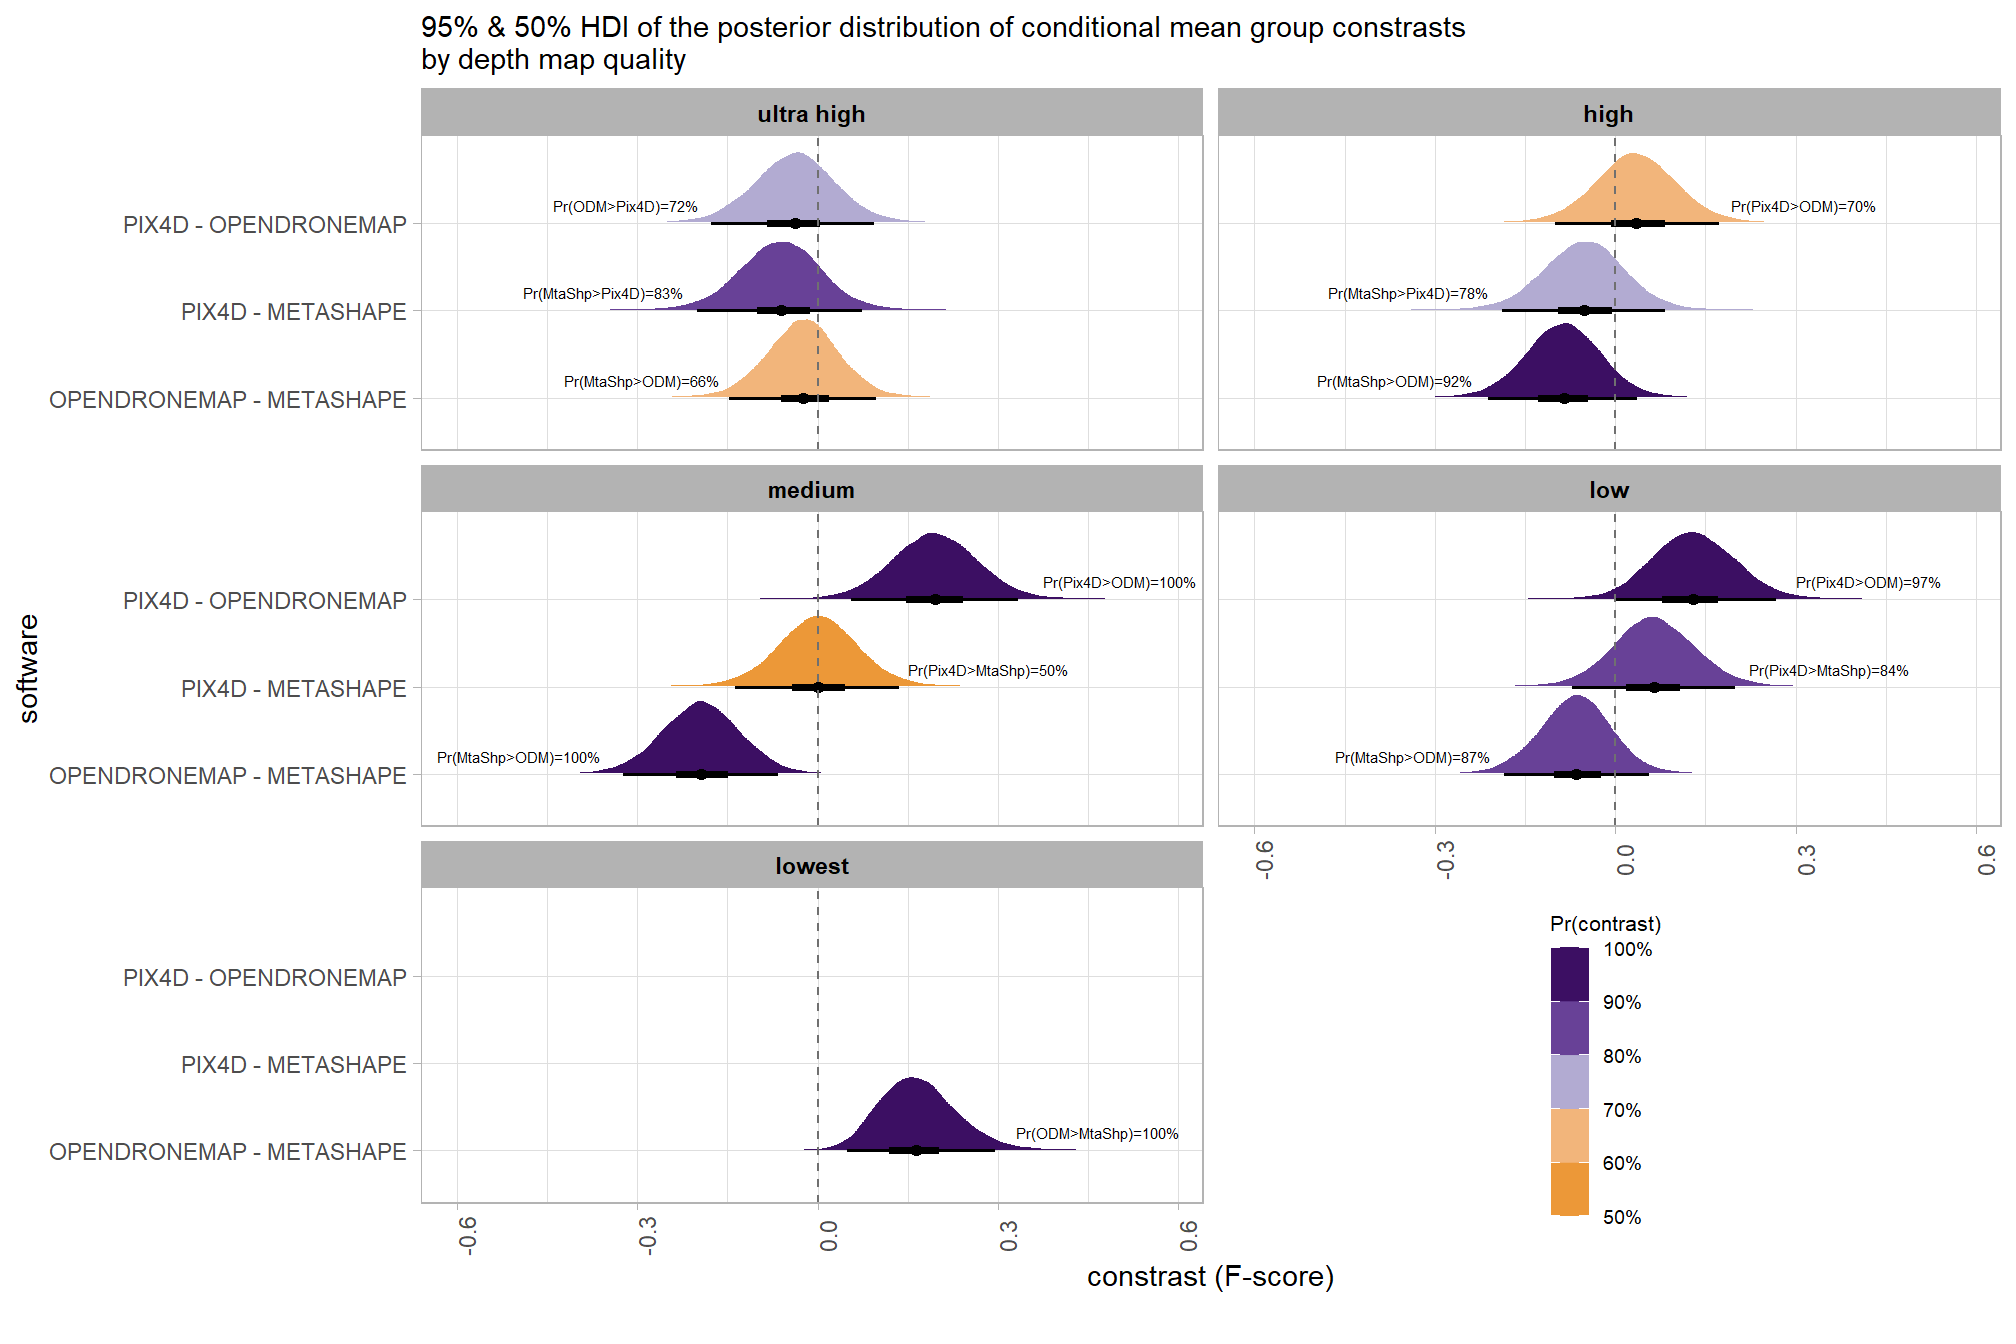 95% & 50% HDI of the posterior distribution of conditional mean group constrasts
by depth map quality
ultra high
high
PIX4D - OPENDRONEMAP
PIX4D - METASHAPE
OPENDRONEMAP - METASHAPE
Pr(ODM>Pix4D)=72%
Pr(MtaShp>Pix4D)=83%
Pr(MtaShp>ODM)=66%
Pr(Pix4D>ODM)=70%
Pr(MtaShp>Pix4D)=78%
Pr(MtaShp>ODM)=92%
medium
low
PIX4D - OPENDRONEMAP
PIX4D - METASHAPE
OPENDRONEMAP - METASHAPE
Pr(Pix4D>ODM)=100%
Pr(Pix4D>MtaShp)=50%
Pr(MtaShp>ODM)=100%
Pr(Pix4D>ODM)=97%
Pr(Pix4D>MtaShp)=84%
Pr(MtaShp>ODM)=87%
-0.6
-0.3
0.0
0.3
0.6
software
lowest
PIX4D - OPENDRONEMAP
PIX4D - METASHAPE
OPENDRONEMAP - METASHAPE
Pr(ODM>MtaShp)=100%
-0.6
-0.3
0.0
0.3
0.6
constrast (F-score)
Pr(contrast)
100%
90%
80%
70%
60%
50%